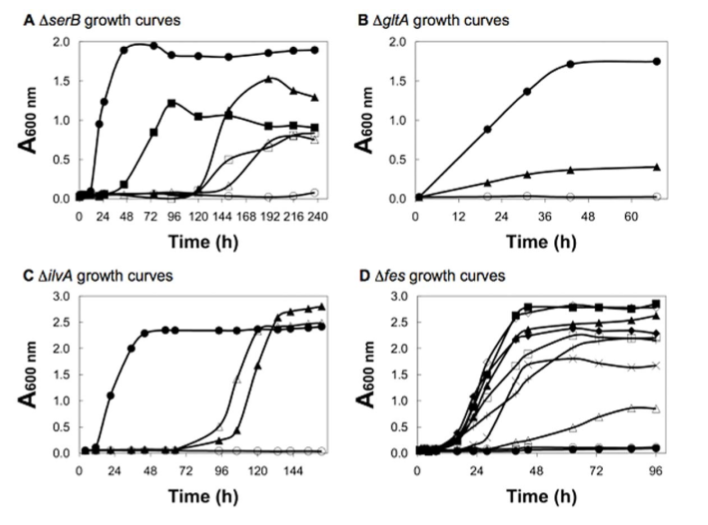 A ΔserB growth curves
2.0
1.5
1.0
0.5
0.0
A600 nm
0 24 48 72 96 120 144 168 192 216 240
Time (h)
B ΔgltA growth curves
2.0
1.5
1.0
0.5
0.0
A600 nm
0 12 24 36 48 60
Time (h)
C ΔilvA growth curves
3.0
2.5
2.0
1.5
1.0
0.5
0.0
A600 nm
0 24 48 72 96 120 144
Time (h)
D Δfes growth curves
3.0
2.5
2.0
1.5
1.0
0.5
0.0
A600 nm
0 24 48 72 96
Time (h)